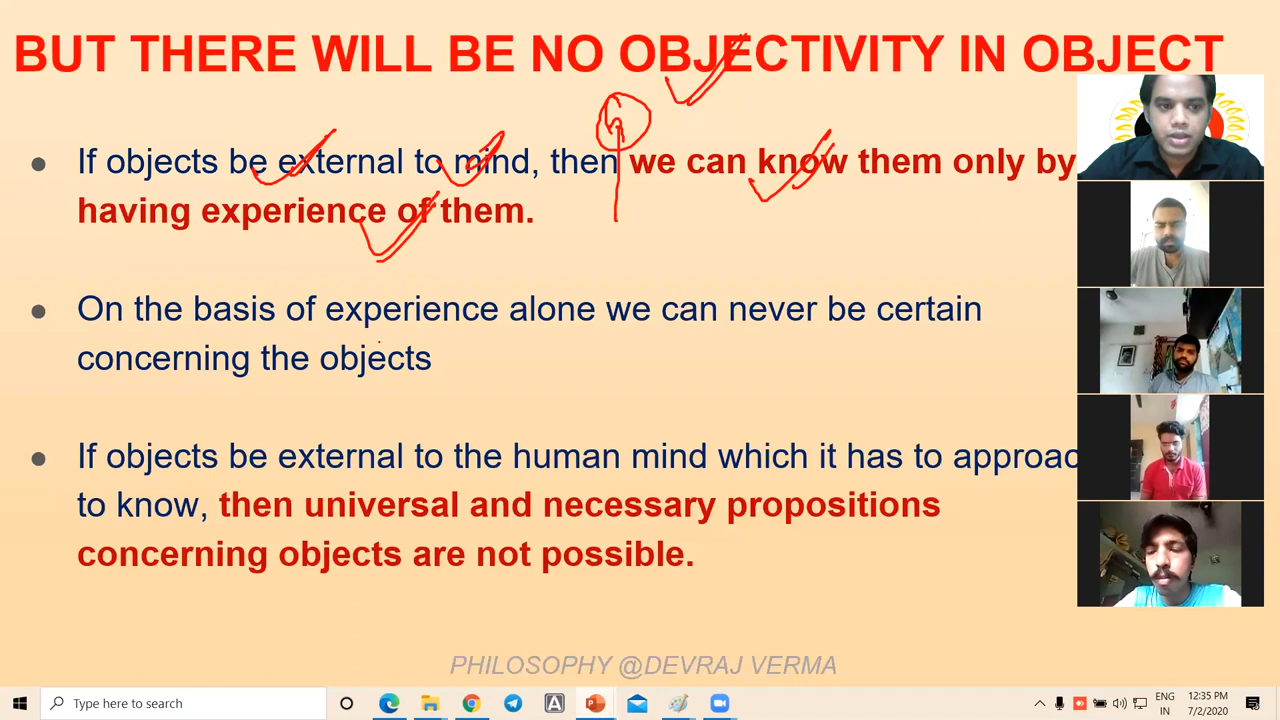 BUT THERE WILL BE NO OBJECTIVITY IN OBJECT
If objects be external to mind, then we can know them only by
having experience of them.
On the basis of experience alone we can never be certain
concerning the objects
If objects be external to the human mind which it has to approac
to know, then universal and necessary propositions
concerning objects are not possible.
PHILOSOPHY @DEVRAJ VERMA
Type here to search
ENG
IN
12:35 PM
7/2/2020